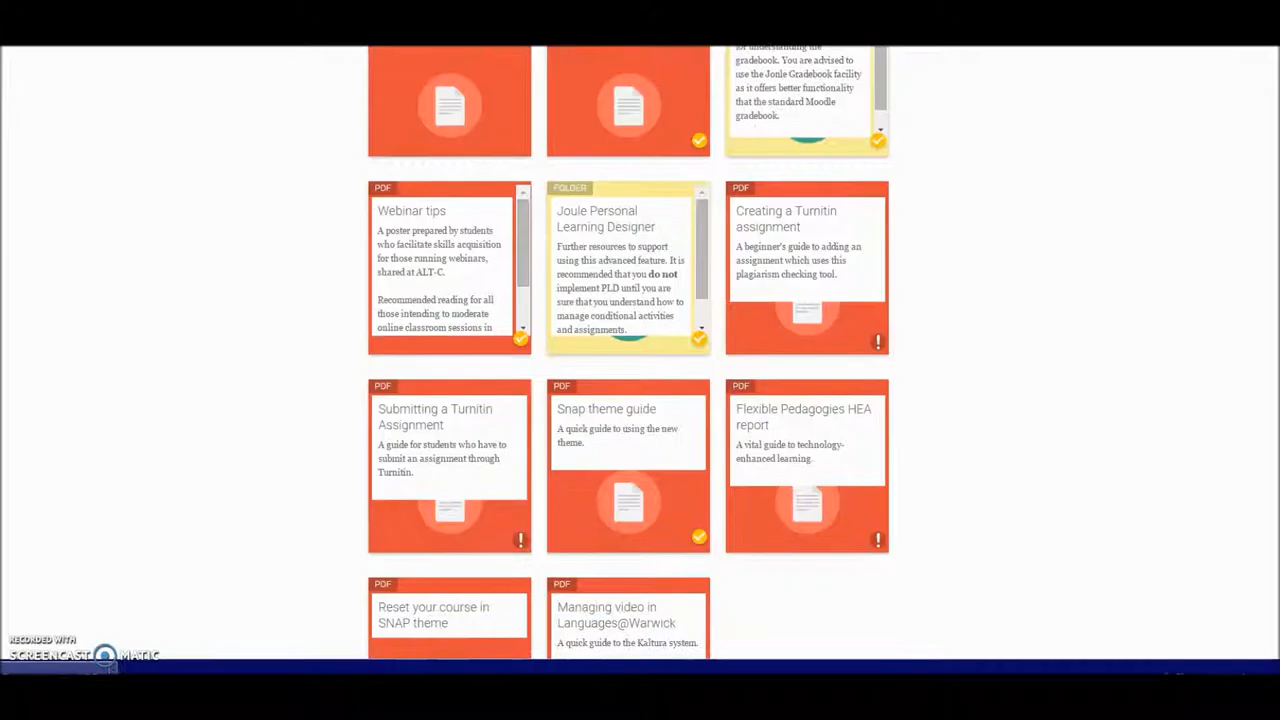 for understanding the
gradebook. You are advised to
use the Jonle Gradebook facility
as it offers better functionality
that the standard Moodle
gradebook.
PDF
Webinar tips
A poster prepared by students
who facilitate skills acquisition
for those running webinars,
shared at ALT-C.
Recommended reading for all
those intending to moderate
online classroom sessions in
FOLDER
Joule Personal
Learning Designer
Further resources to support
using this advanced feature. It is
recommended that you do not
implement PLD until you are
sure that you understand how to
manage conditional activities
and assignments.
PDF
Creating a Turnitin
assignment
A beginner's guide to adding an
assignment which uses this
plagiarism checking tool.
PDF
Submitting a Turnitin
Assignment
A guide for students who have to
submit an assignment through
Turnitin.
PDF
Snap theme guide
A quick guide to using the new
theme.
PDF
Flexible Pedagogies HEA
report
A vital guide to technology-
enhanced learning.
PDF
Reset your course in
SNAP theme
PDF
Managing video in
Languages@Warwick
A quick guide to the Kaltura system.
RECORDED WITH
SCREENCAST MATIC